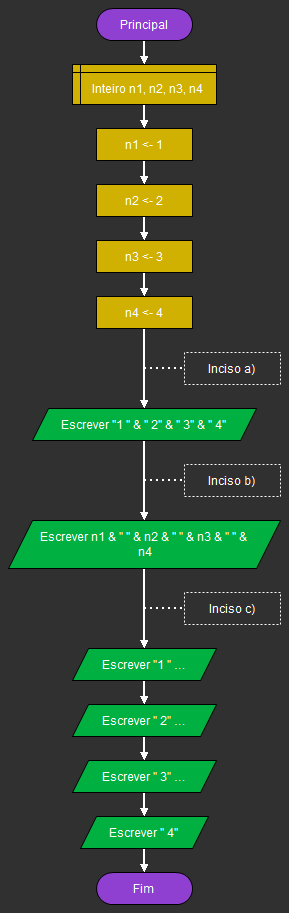 Principal
Inteiro n1, n2, n3, n4
n1 <- 1
n2 <- 2
n3 <- 3
n4 <- 4
Inciso a)
Escrever "1 " & " 2" & " 3" & " 4"
Inciso b)
Escrever n1 & " " & n2 & " " & n3 & " " &
n4
Inciso c)
Escrever "1 " ...
Escrever " 2" ...
Escrever " 3" ...
Escrever " 4"
Fim